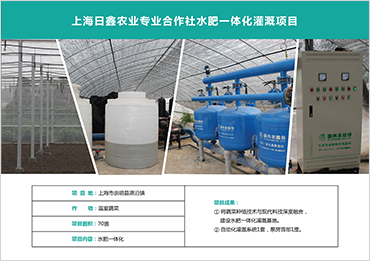 上海日鑫农业专业合作社水肥一体化灌溉项目
项 目 地：上海市崇明县港沿镇
作 物：温室蔬菜
项目面积：70亩
项目内容：水肥一体化
项目成果：
① 将蔬菜种植技术与现代科技深度融合，
建设水肥一体化灌溉基地。
② 自动化灌溉系统1套，泵房首部1座。